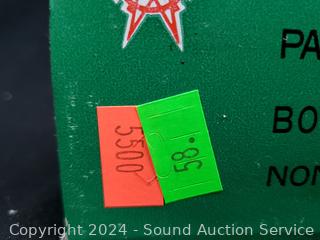 PA
BO
NON
5500
58.
Copyright 2024 - Sound Auction Service